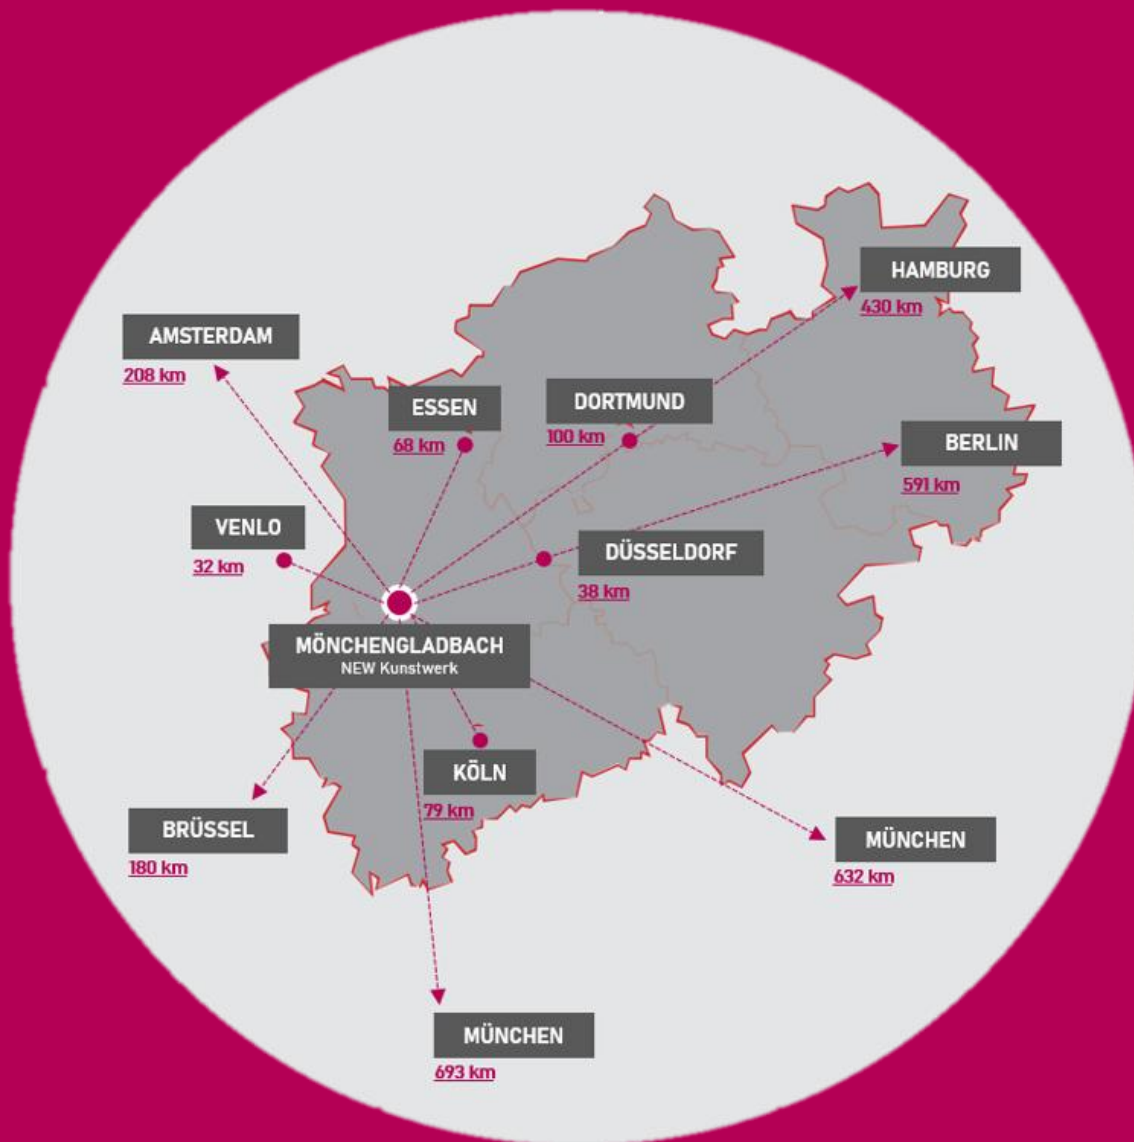 HAMBURG
430 km
AMSTERDAM
208 km
ESSEN
68 km
DORTMUND
100 km
BERLIN
591 km
VENLO
32 km
DÜSSELDORF
38 km
MÖNCHENGLADBACH
NEW Kunstwerk
KÖLN
79 km
BRÜSSEL
180 km
MÜNCHEN
632 km
MÜNCHEN
693 km